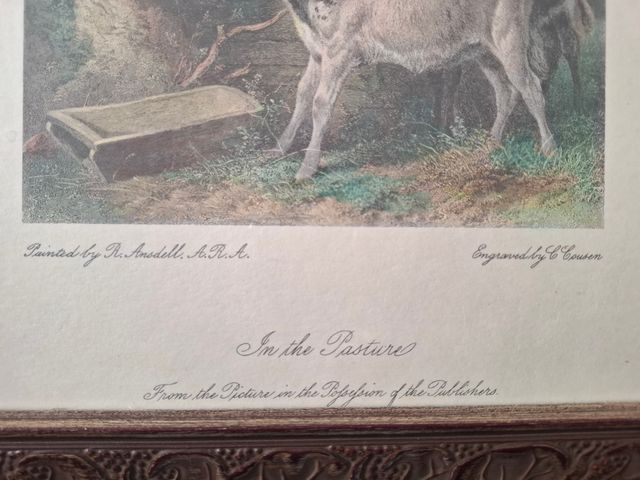 Painted by R. Ansdell, A.R.A.
Engraved by C Cousen
In the Pasture
From the Picture in the Poſseſsion of the Publishers.